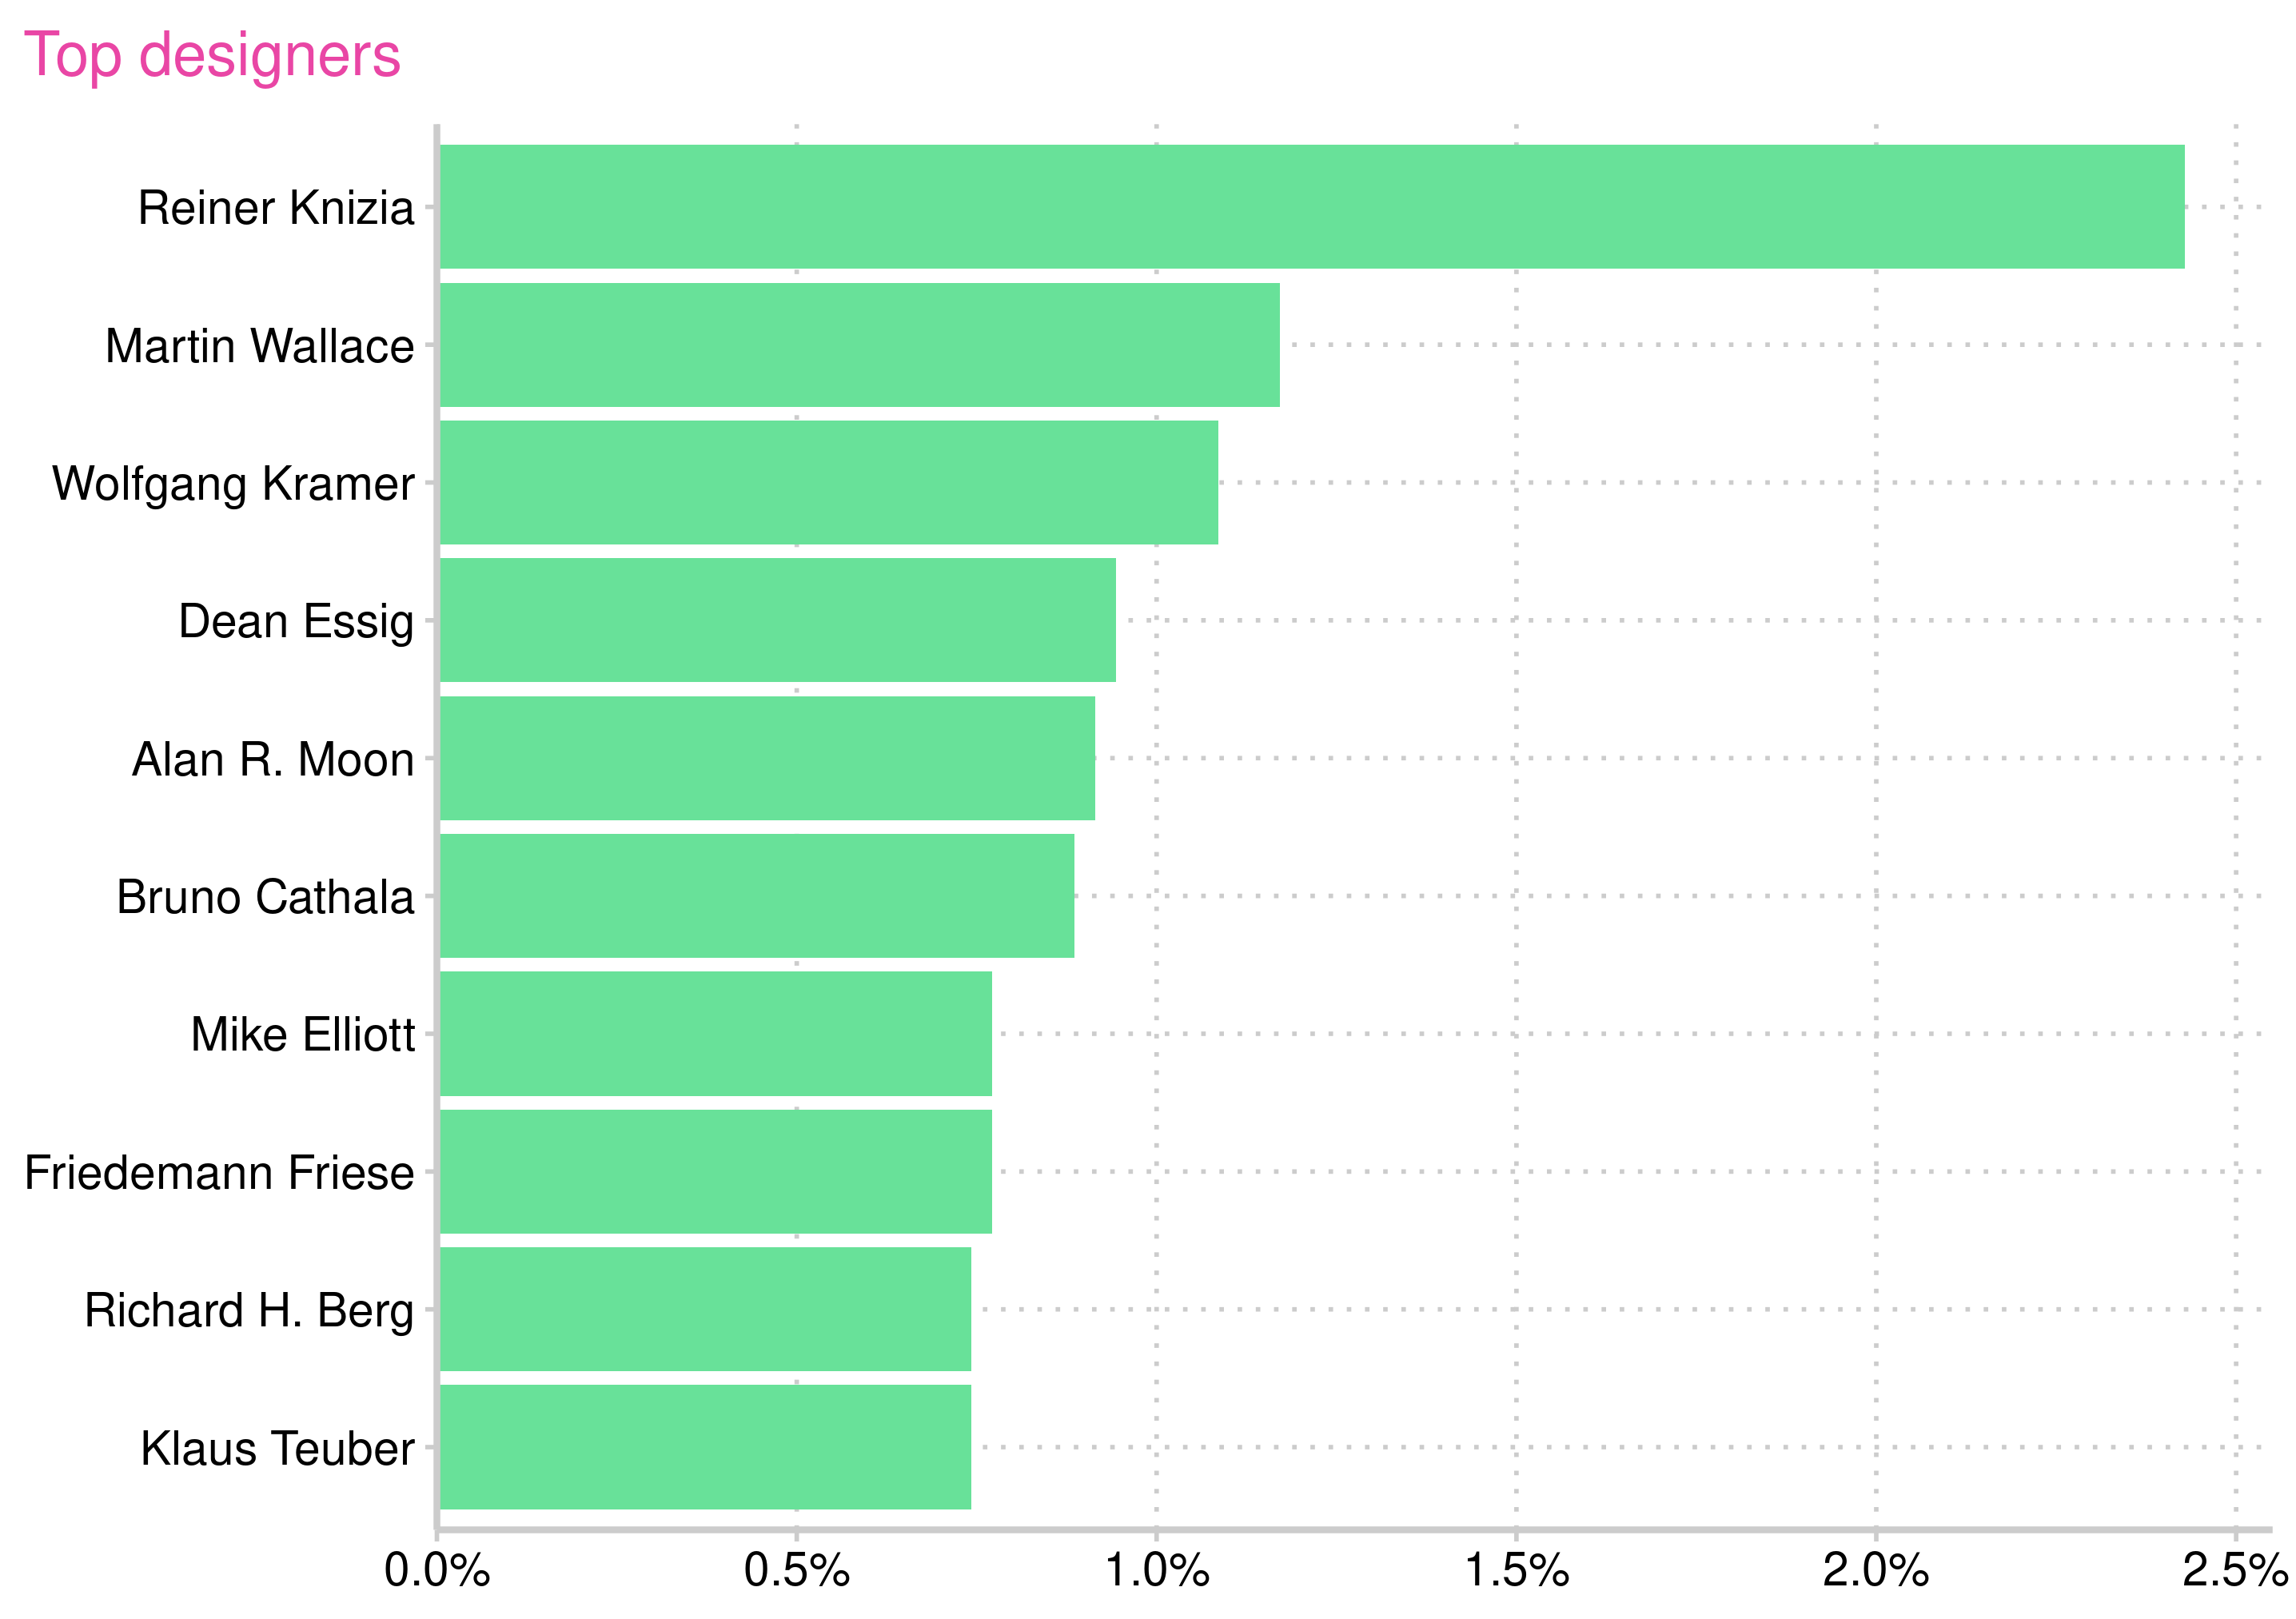 Top designers
Reiner Knizia
Martin Wallace
Wolfgang Kramer
Dean Essig
Alan R. Moon
Bruno Cathala
Mike Elliott
Friedemann Friese
Richard H. Berg
Klaus Teuber
0.0% 0.5% 1.0% 1.5% 2.0% 2.5%